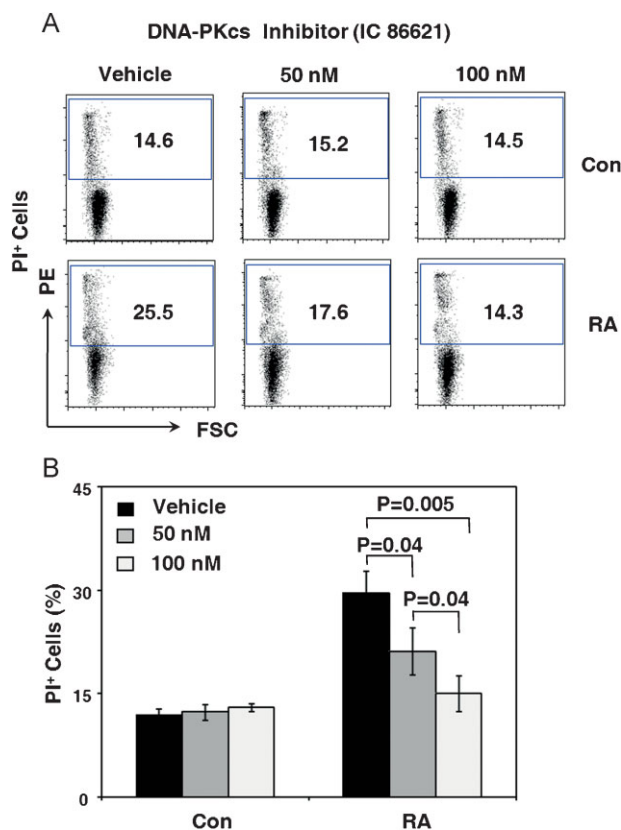 A
DNA-PKcs Inhibitor (IC 86621)
Vehicle 50 nM 100 nM
14.6 15.2 14.5 Con
PI+ Cells
PE
25.5 17.6 14.3 RA
FSC
B
45
30
15
0
PI+ Cells (%)
Vehicle
50 nM
100 nM
P=0.005
P=0.04
P=0.04
Con RA